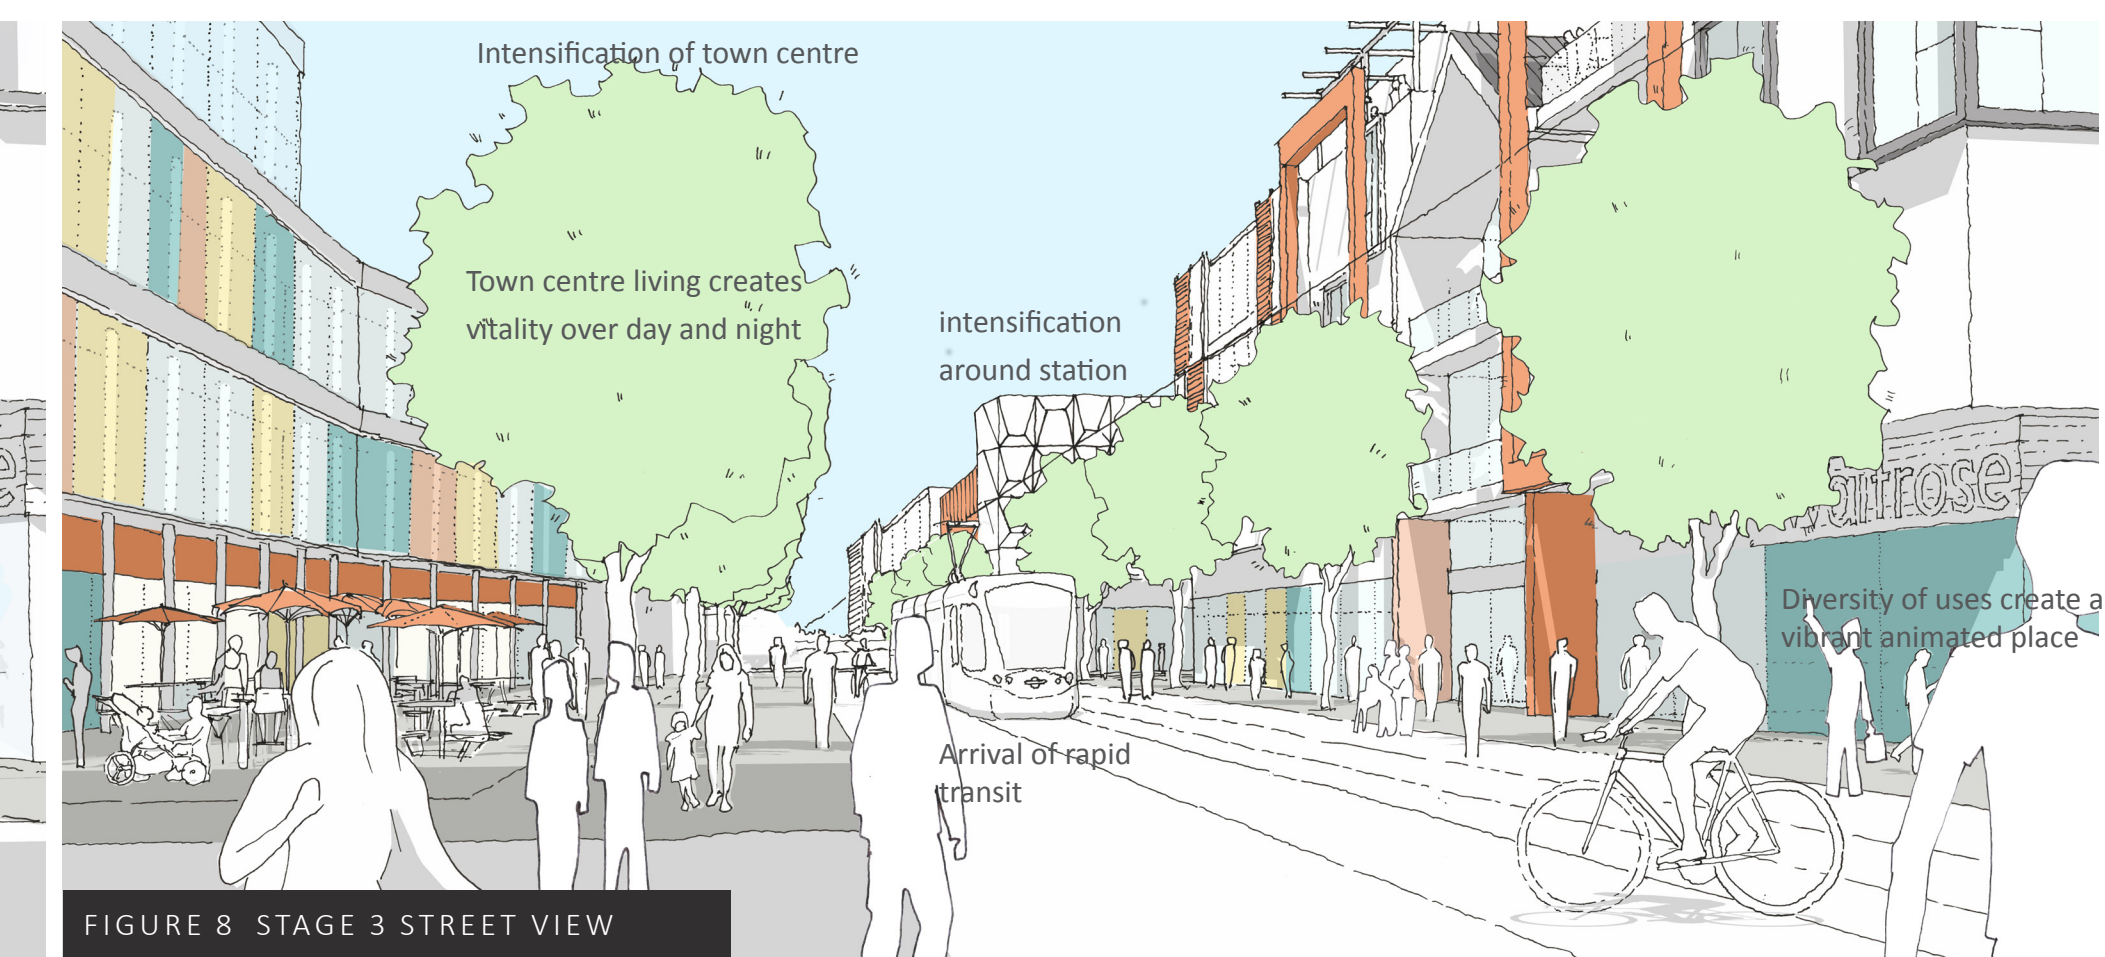 Intensification of town centre
Town centre living creates
vitality over day and night
intensification
around station
Arrival of rapid
transit
Diversity of uses create a
vibrant animated place
FIGURE 8 STAGE 3 STREET VIEW